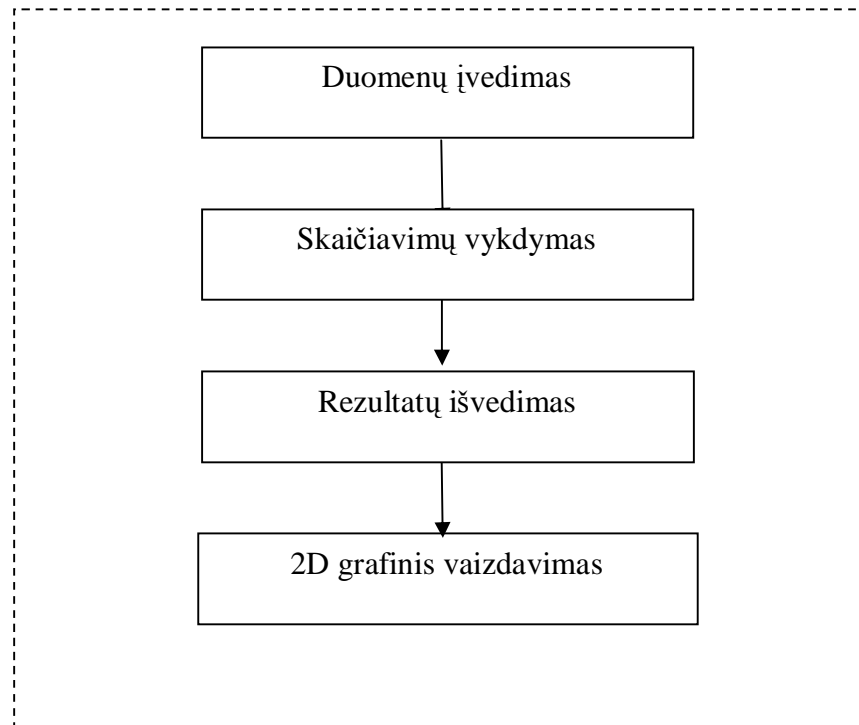 Duomenų įvedimas
Skaičiavimų vykdymas
Rezultatų išvedimas
2D grafinis vaizdavimas